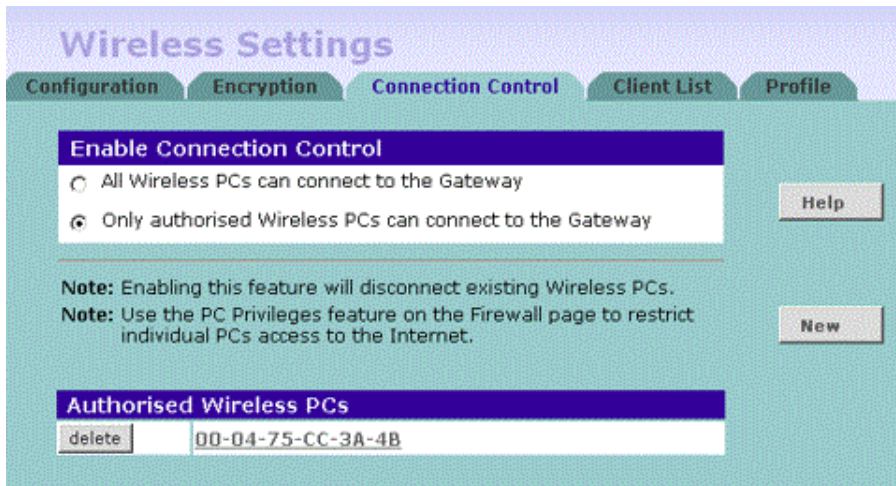 Wireless Settings
Configuration Encryption Connection Control Client List Profile
Enable Connection Control
All Wireless PCs can connect to the Gateway
Only authorised Wireless PCs can connect to the Gateway
Help
Note: Enabling this feature will disconnect existing Wireless PCs.
Note: Use the PC Privileges feature on the Firewall page to restrict
individual PCs access to the Internet.
New
Authorised Wireless PCs
delete 00-04-75-CC-3A-4B